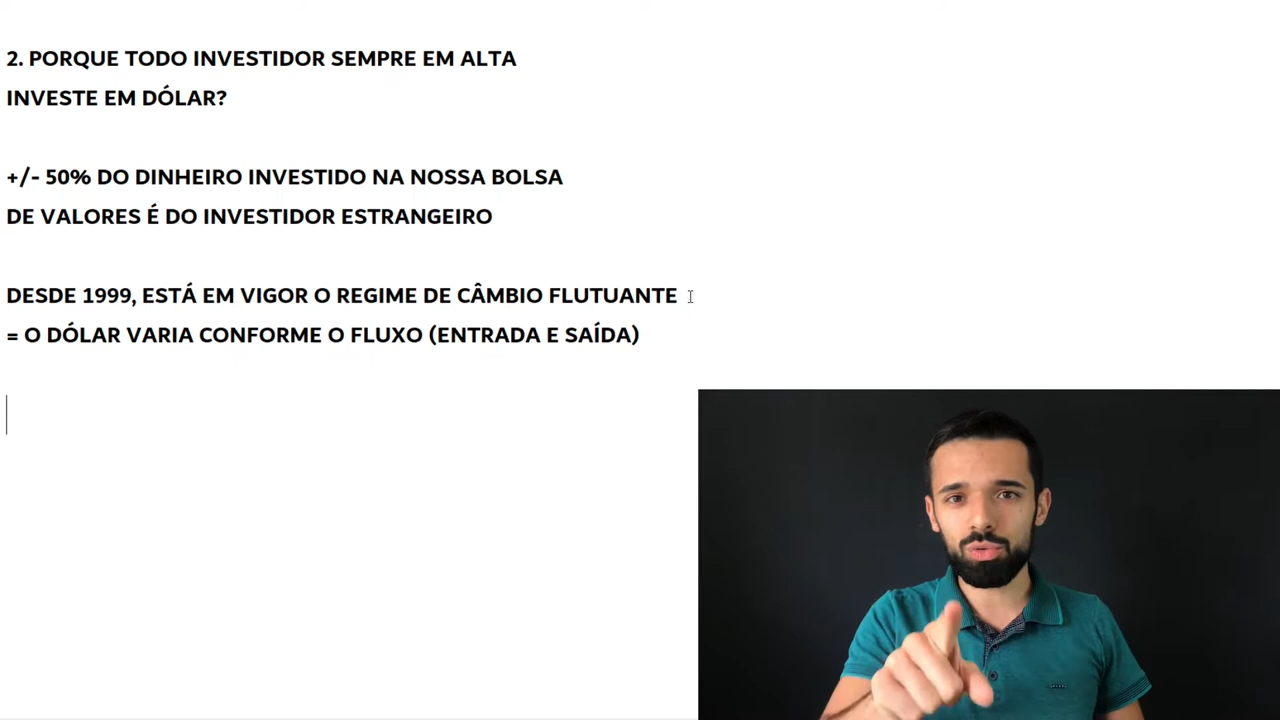 2. PORQUE TODO INVESTIDOR SEMPRE EM ALTA
INVESTE EM DÓLAR?
+/- 50% DO DINHEIRO INVESTIDO NA NOSSA BOLSA
DE VALORES É DO INVESTIDOR ESTRANGEIRO
DESDE 1999, ESTÁ EM VIGOR O REGIME DE CÂMBIO FLUTUANTE
= O DÓLAR VARIA CONFORME O FLUXO (ENTRADA E SAÍDA)